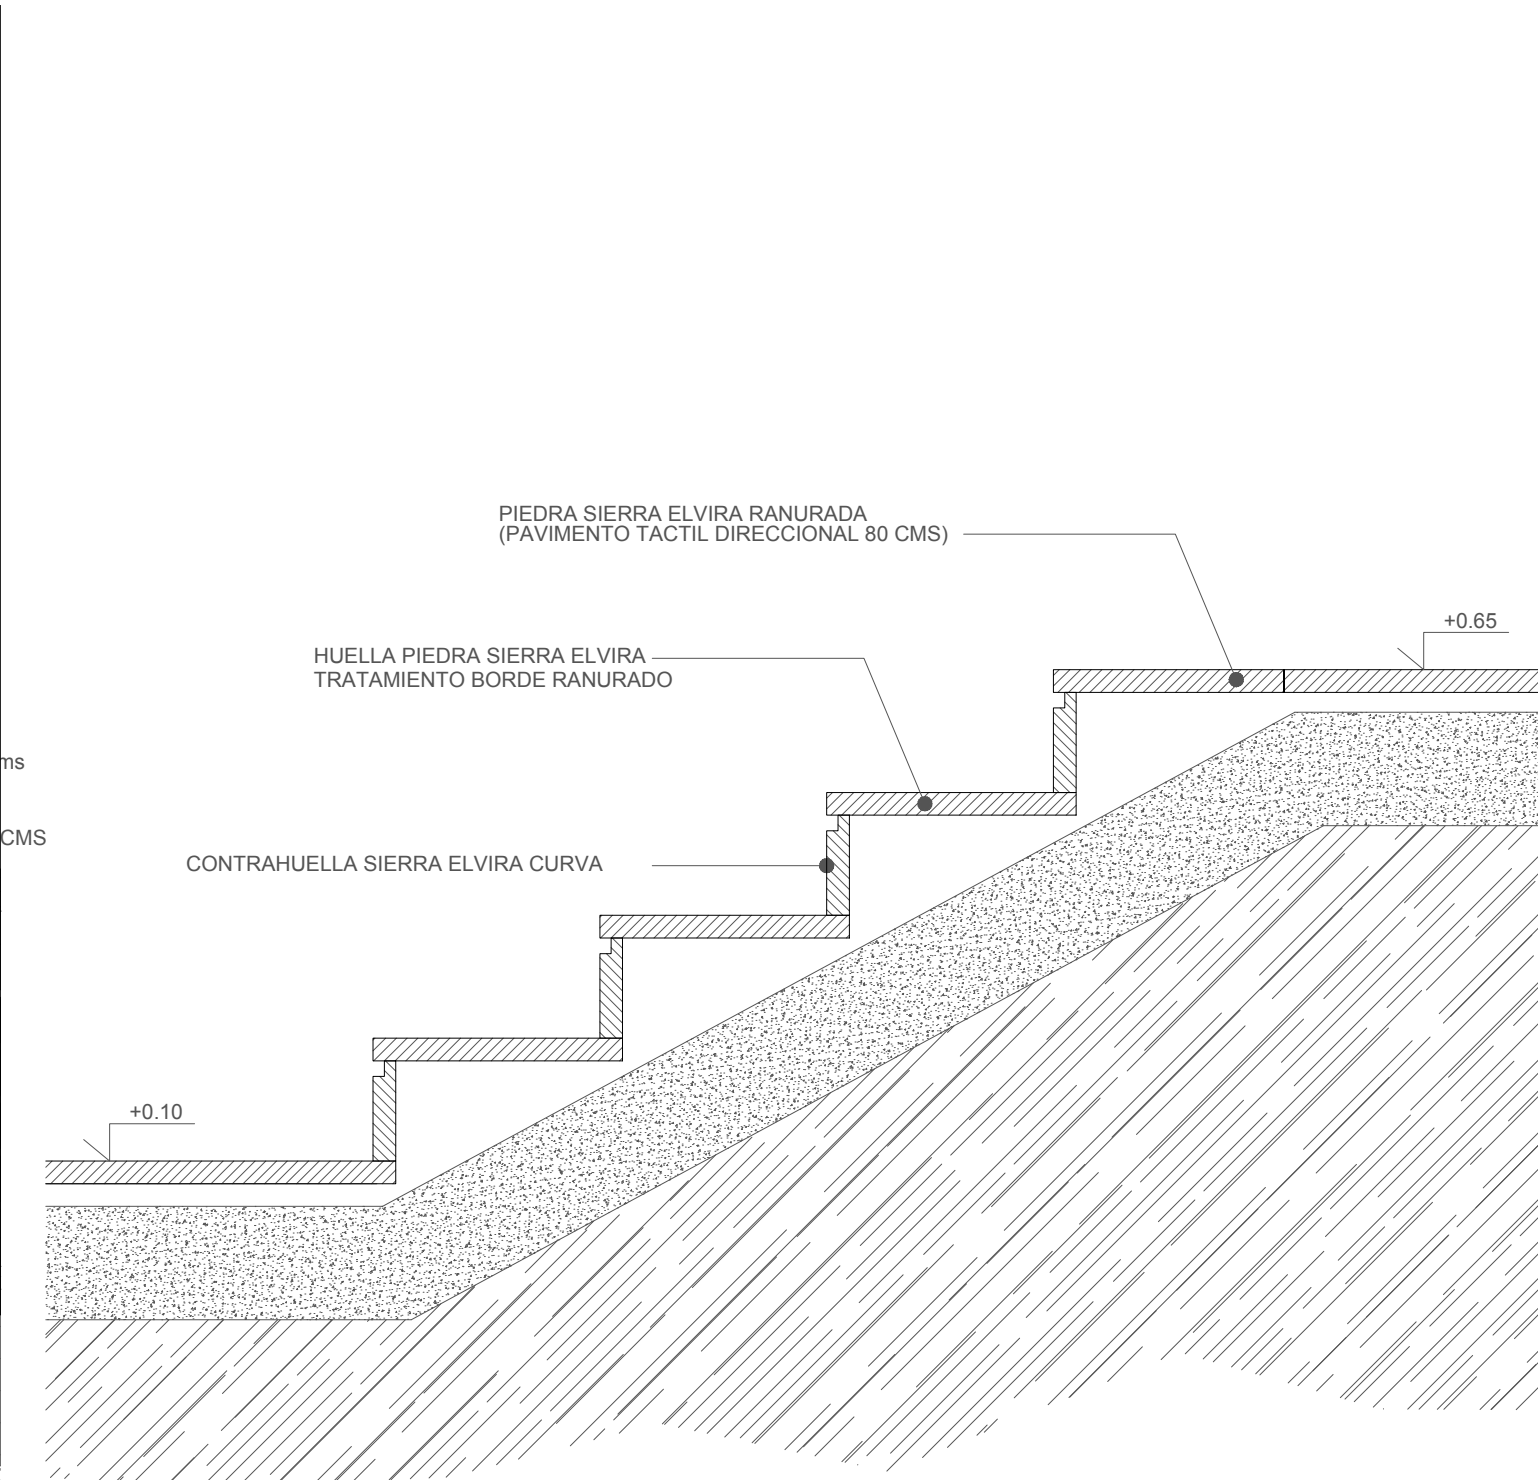 PIEDRA SIERRA ELVIRA RANURADA
(PAVIMENTO TACTIL DIRECCIONAL 80 CMS)
+0.65
HUELLA PIEDRA SIERRA ELVIRA
TRATAMIENTO BORDE RANURADO
ms
CMS
CONTRAHUELLA SIERRA ELVIRA CURVA
+0.10